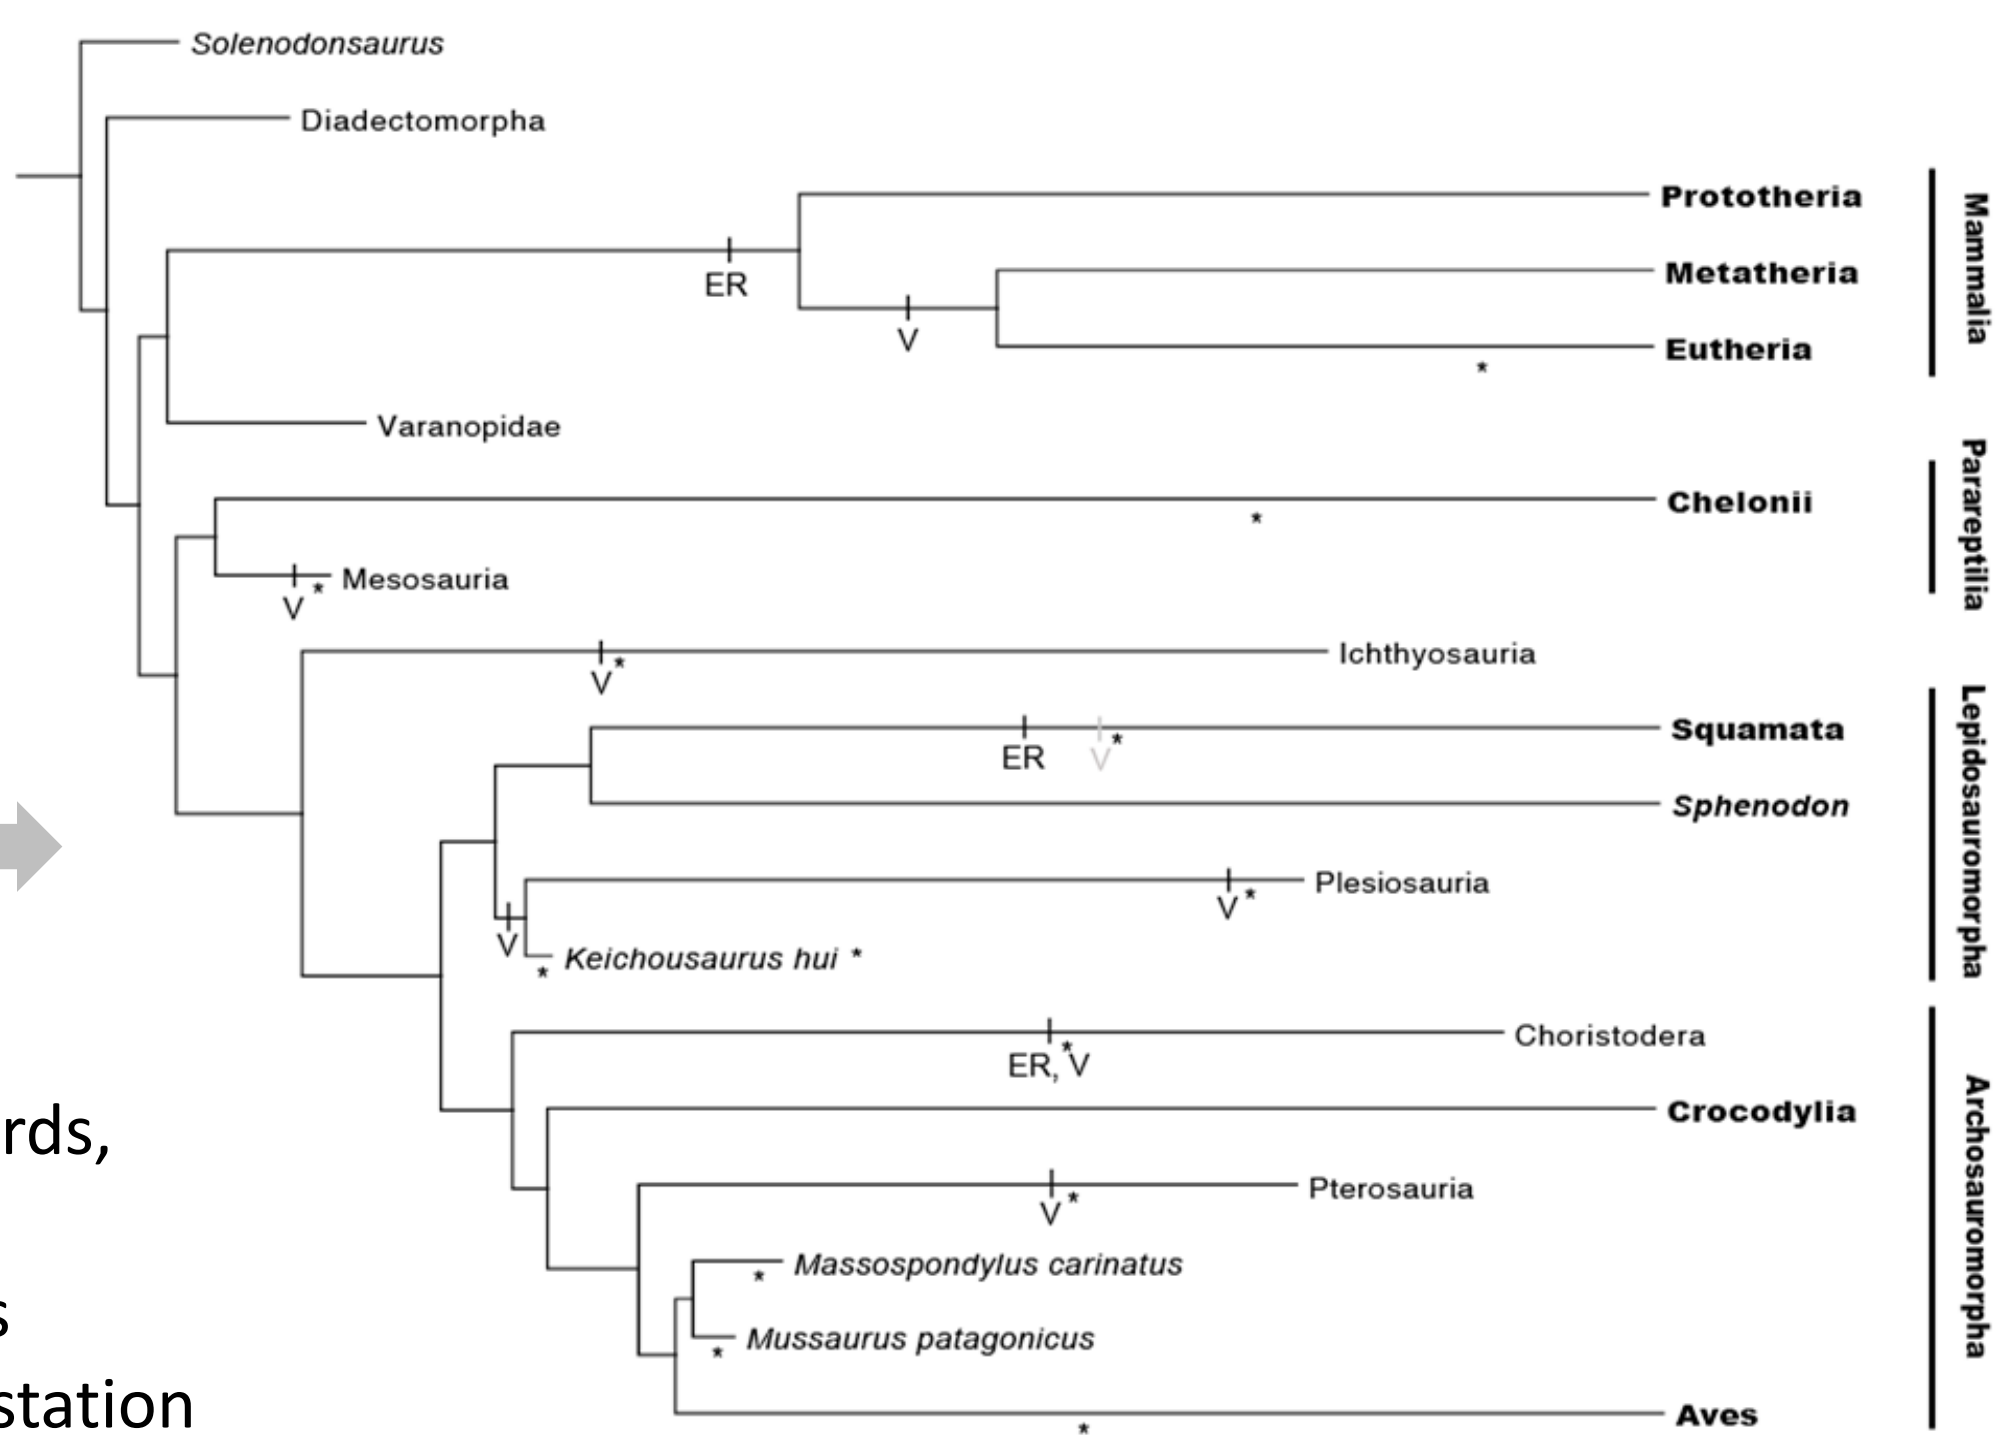 Solenodonsaurus
Diadectomorpha
Prototheria
ER
Metatheria
V
Eutheria
*
Mammalia
Varanopidae
Chelonii
*
Mesosauria
V *
Parareptilia
Ichthyosauria
V *
Squamata
ER V *
Sphenodon
Plesiosauria
V *
V
Keichousaurus hui *
*
Lepidosauromorpha
Choristodera
*
ER, V
Crocodylia
rds,
Pterosauria
V *
Massospondylus carinatus
*
s
Mussaurus patagonicus
*
station
Aves
*
Archosauromorpha